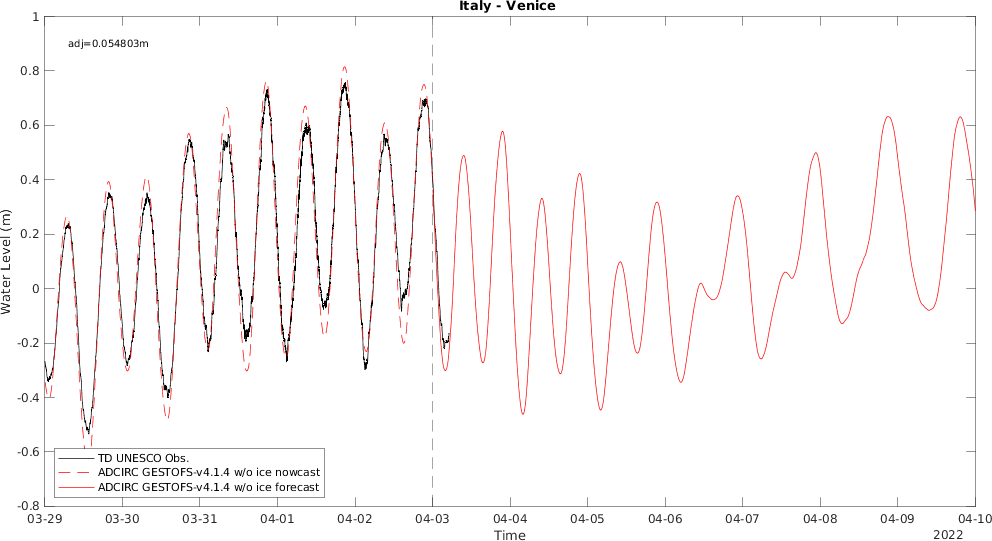 Italy - Venice
adj=0.054803m
1
0.8
0.6
0.4
0.2
0
-0.2
-0.4
-0.6
-0.8
Water Level (m)
TD UNESCO Obs.
ADCIRC GESTOFS-v4.1.4 w/o ice nowcast
ADCIRC GESTOFS-v4.1.4 w/o ice forecast
03-29 03-30 03-31 04-01 04-02 04-03 04-04 04-05 04-06 04-07 04-08 04-09 04-10
Time
2022